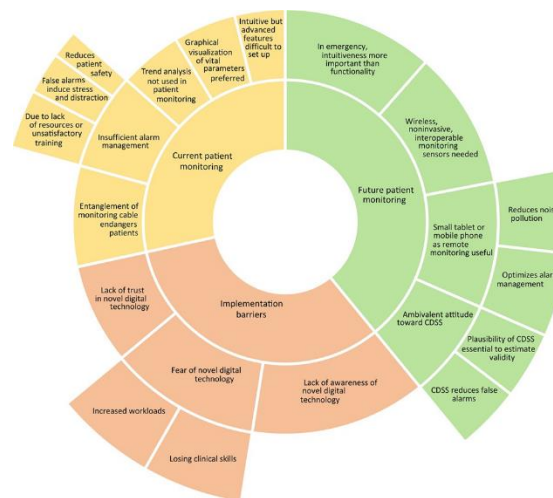 Intuitive but
advanced
features
difficult to
set up
Graphical
visualization
of vital
parameters
preferred
Trend analysis
not used in
patient
monitoring
Reduces
patient
safety
False alarms
induce stress
and distraction
Due to lack
of resources or
unsatisfactory
training
Insufficient alarm
management
Entanglement of
monitoring cable
endangers
patients
Current patient
monitoring
In emergency,
intuitiveness more
important than
functionality
Wireless,
noninvasive,
interoperable
monitoring
sensors needed
Future patient
monitoring
Small tablet or
mobile phone
as remote
monitoring useful
Reduces noise
pollution
Optimizes alarm
management
Ambivalent attitude
toward CDSS
Plausibility of CDSS
essential to estimate
validity
CDSS reduces false
alarms
Implementation
barriers
Lack of trust
in novel digital
technology
Fear of novel digital
technology
Lack of awareness of
novel digital
technology
Increased workloads
Losing clinical skills